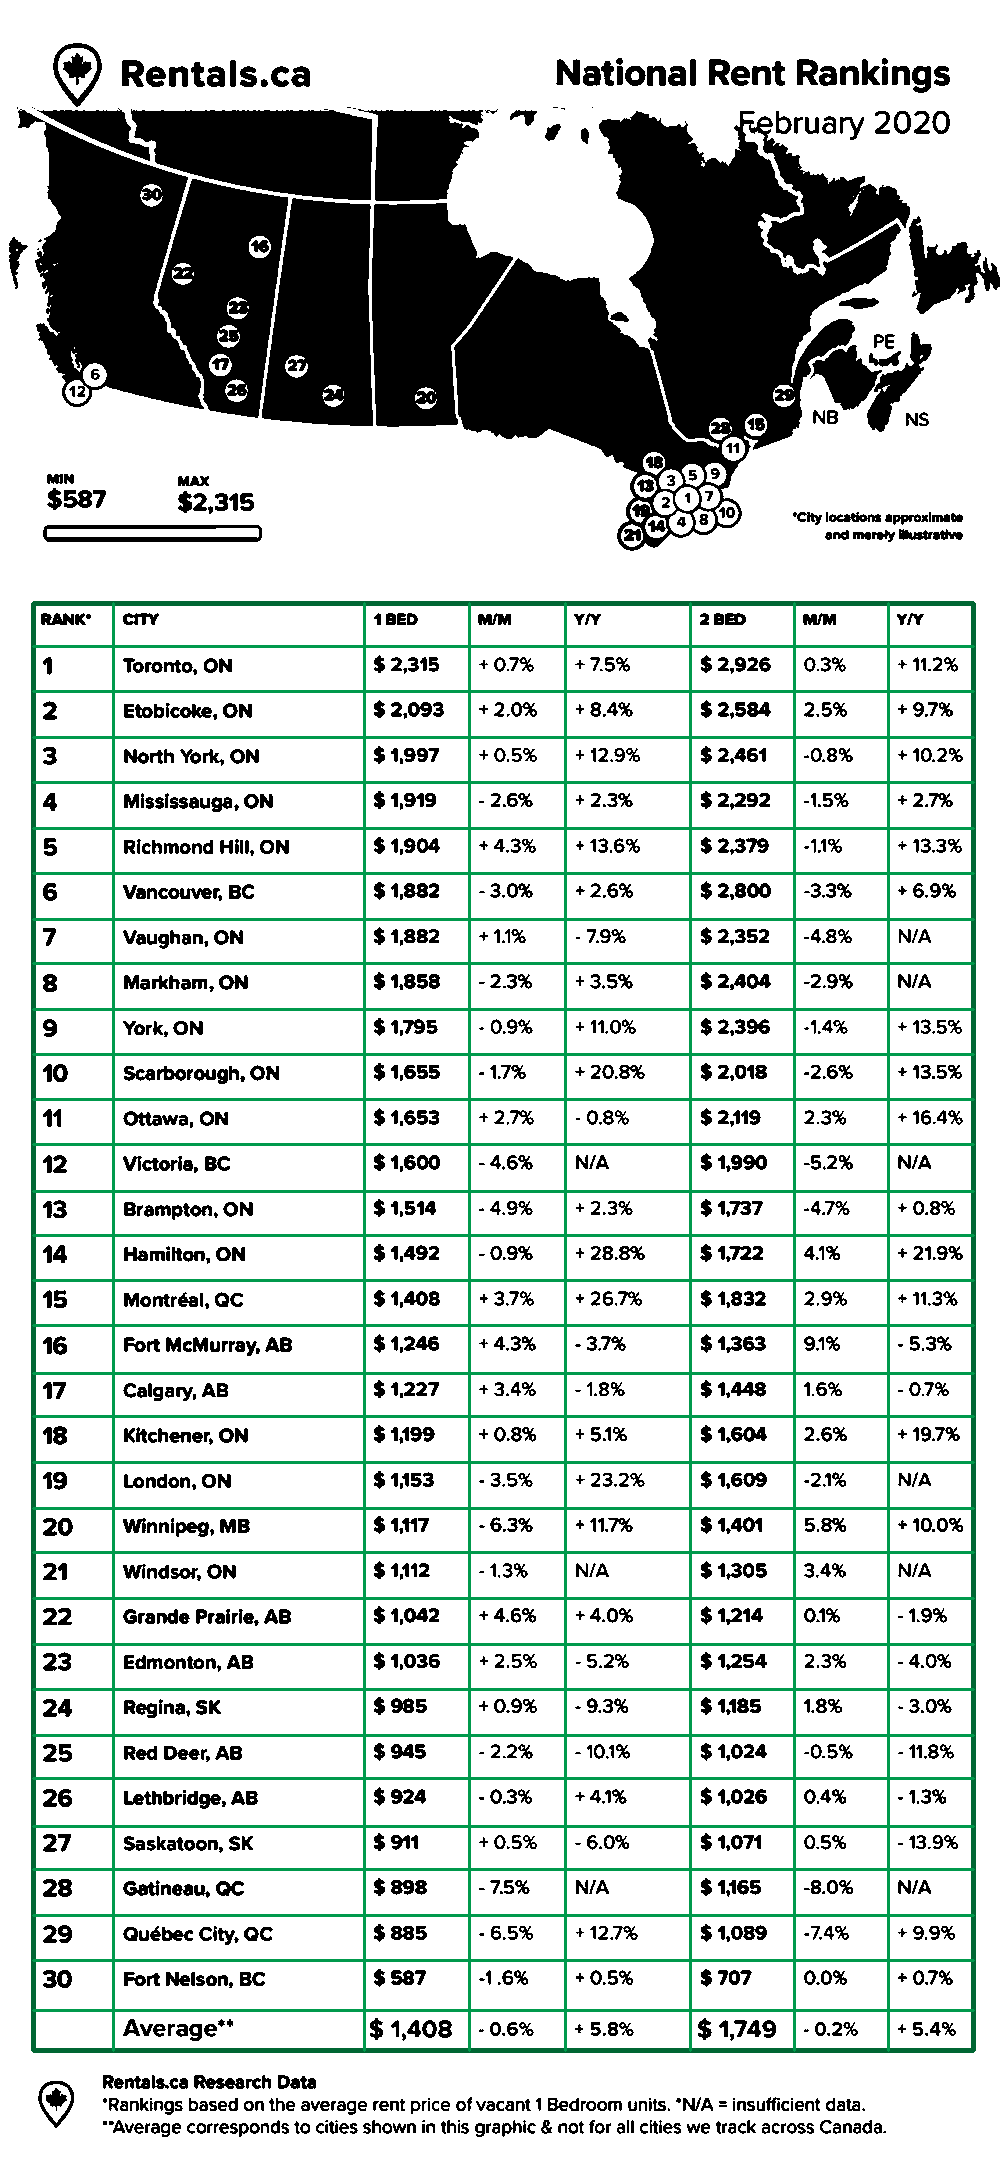 Rentals.ca
National Rent Rankings
February 2020
30
16
22
23
25
17
26
27
24
20
6
12
PE
NB
NS
29
28
15
11
18
13
3
5
9
2
1
7
19
14
4
8
10
21
MIN
$587
MAX
$2,315
*City locations approximate
and merely illustrative
RANK* CITY 1 BED M/M Y/Y 2 BED M/M Y/Y
1 Toronto, ON $ 2,315 + 0.7% + 7.5% $ 2,926 0.3% + 11.2%
2 Etobicoke, ON $ 2,093 + 2.0% + 8.4% $ 2,584 2.5% + 9.7%
3 North York, ON $ 1,997 + 0.5% + 12.9% $ 2,461 -0.8% + 10.2%
4 Mississauga, ON $ 1,919 - 2.6% + 2.3% $ 2,292 -1.5% + 2.7%
5 Richmond Hill, ON $ 1,904 + 4.3% + 13.6% $ 2,379 -1.1% + 13.3%
6 Vancouver, BC $ 1,882 - 3.0% + 2.6% $ 2,800 -3.3% + 6.9%
7 Vaughan, ON $ 1,882 + 1.1% - 7.9% $ 2,352 -4.8% N/A
8 Markham, ON $ 1,858 - 2.3% + 3.5% $ 2,404 -2.9% N/A
9 York, ON $ 1,795 - 0.9% + 11.0% $ 2,396 -1.4% + 13.5%
10 Scarborough, ON $ 1,655 - 1.7% + 20.8% $ 2,018 -2.6% + 13.5%
11 Ottawa, ON $ 1,653 + 2.7% - 0.8% $ 2,119 2.3% + 16.4%
12 Victoria, BC $ 1,600 - 4.6% N/A $ 1,990 -5.2% N/A
13 Brampton, ON $ 1,514 - 4.9% + 2.3% $ 1,737 -4.7% + 0.8%
14 Hamilton, ON $ 1,492 - 0.9% + 28.8% $ 1,722 4.1% + 21.9%
15 Montréal, QC $ 1,408 + 3.7% + 26.7% $ 1,832 2.9% + 11.3%
16 Fort McMurray, AB $ 1,246 + 4.3% - 3.7% $ 1,363 9.1% - 5.3%
17 Calgary, AB $ 1,227 + 3.4% - 1.8% $ 1,448 1.6% - 0.7%
18 Kitchener, ON $ 1,199 + 0.8% + 5.1% $ 1,604 2.6% + 19.7%
19 London, ON $ 1,153 - 3.5% + 23.2% $ 1,609 -2.1% N/A
20 Winnipeg, MB $ 1,117 - 6.3% + 11.7% $ 1,401 5.8% + 10.0%
21 Windsor, ON $ 1,112 - 1.3% N/A $ 1,305 3.4% N/A
22 Grande Prairie, AB $ 1,042 + 4.6% + 4.0% $ 1,214 0.1% - 1.9%
23 Edmonton, AB $ 1,036 + 2.5% - 5.2% $ 1,254 2.3% - 4.0%
24 Regina, SK $ 985 + 0.9% - 9.3% $ 1,185 1.8% - 3.0%
25 Red Deer, AB $ 945 - 2.2% - 10.1% $ 1,024 -0.5% - 11.8%
26 Lethbridge, AB $ 924 - 0.3% + 4.1% $ 1,026 0.4% - 1.3%
27 Saskatoon, SK $ 911 + 0.5% - 6.0% $ 1,071 0.5% - 13.9%
28 Gatineau, QC $ 898 - 7.5% N/A $ 1,165 -8.0% N/A
29 Québec City, QC $ 885 - 6.5% + 12.7% $ 1,089 -7.4% + 9.9%
30 Fort Nelson, BC $ 587 -1 .6% + 0.5% $ 707 0.0% + 0.7%
Average** $ 1,408 - 0.6% + 5.8% $ 1,749 - 0.2% + 5.4%
Rentals.ca Research Data
*Rankings based on the average rent price of vacant 1 Bedroom units. *N/A = insufficient data.
**Average corresponds to cities shown in this graphic & not for all cities we track across Canada.